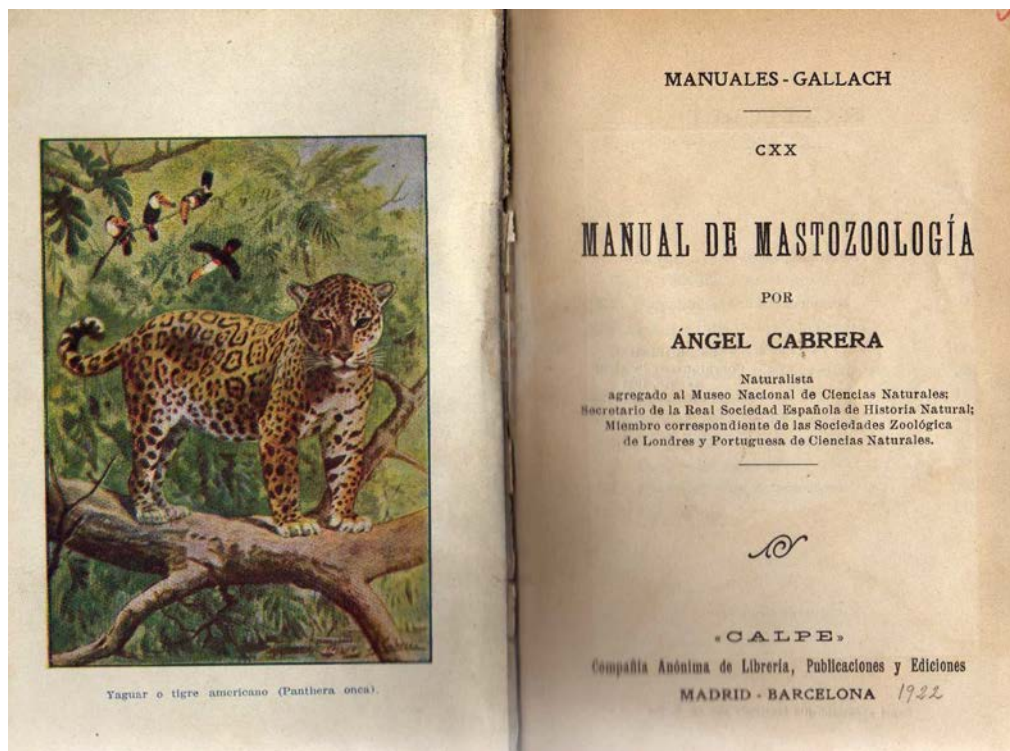 Yaguar o tigre americano (Panthera onca).
MANUALES - GALLACH
CXX
MANUAL DE MASTOZOOLOGÍA
POR
ÁNGEL CABRERA
Naturalista
agregado al Museo Nacional de Ciencias Naturales;
Secretario de la Real Sociedad Española de Historia Natural;
Miembro correspondiente de las Sociedades Zoológica
de Londres y Portuguesa de Ciencias Naturales.
«CALPE»
Compañía Anónima de Librería, Publicaciones y Ediciones
MADRID - BARCELONA 1922